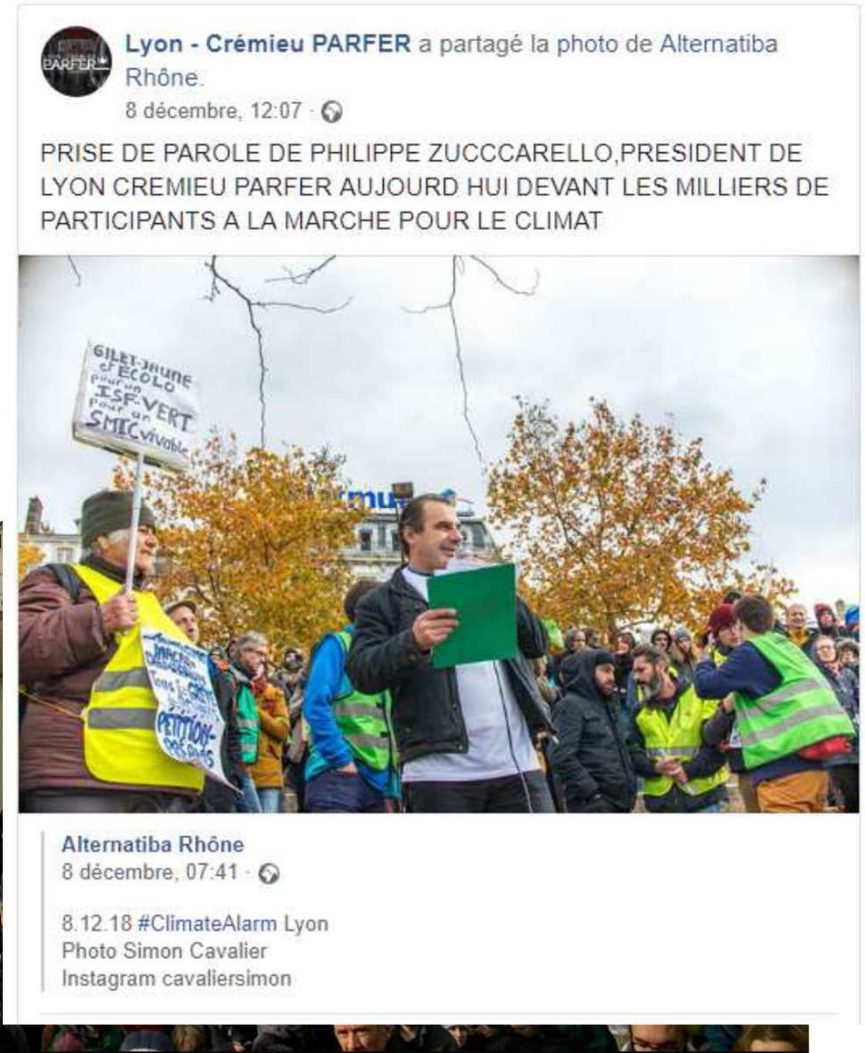 PARFER
Lyon - Crémieu PARFER a partagé la photo de Alternatiba
Rhône.
8 décembre, 12:07 ·
PRISE DE PAROLE DE PHILIPPE ZUCCCARELLO,PRESIDENT DE
LYON CREMIEU PARFER AUJOURD HUI DEVANT LES MILLIERS DE
PARTICIPANTS A LA MARCHE POUR LE CLIMAT
GILET-JAUNE
et ECOLO
pour un
ISF-VERT
Pour un
SMIC vivable
mu
PETITION
Alternatiba Rhône
8 décembre, 07:41 ·
8.12.18 #ClimateAlarm Lyon
Photo Simon Cavalier
Instagram cavaliersimon